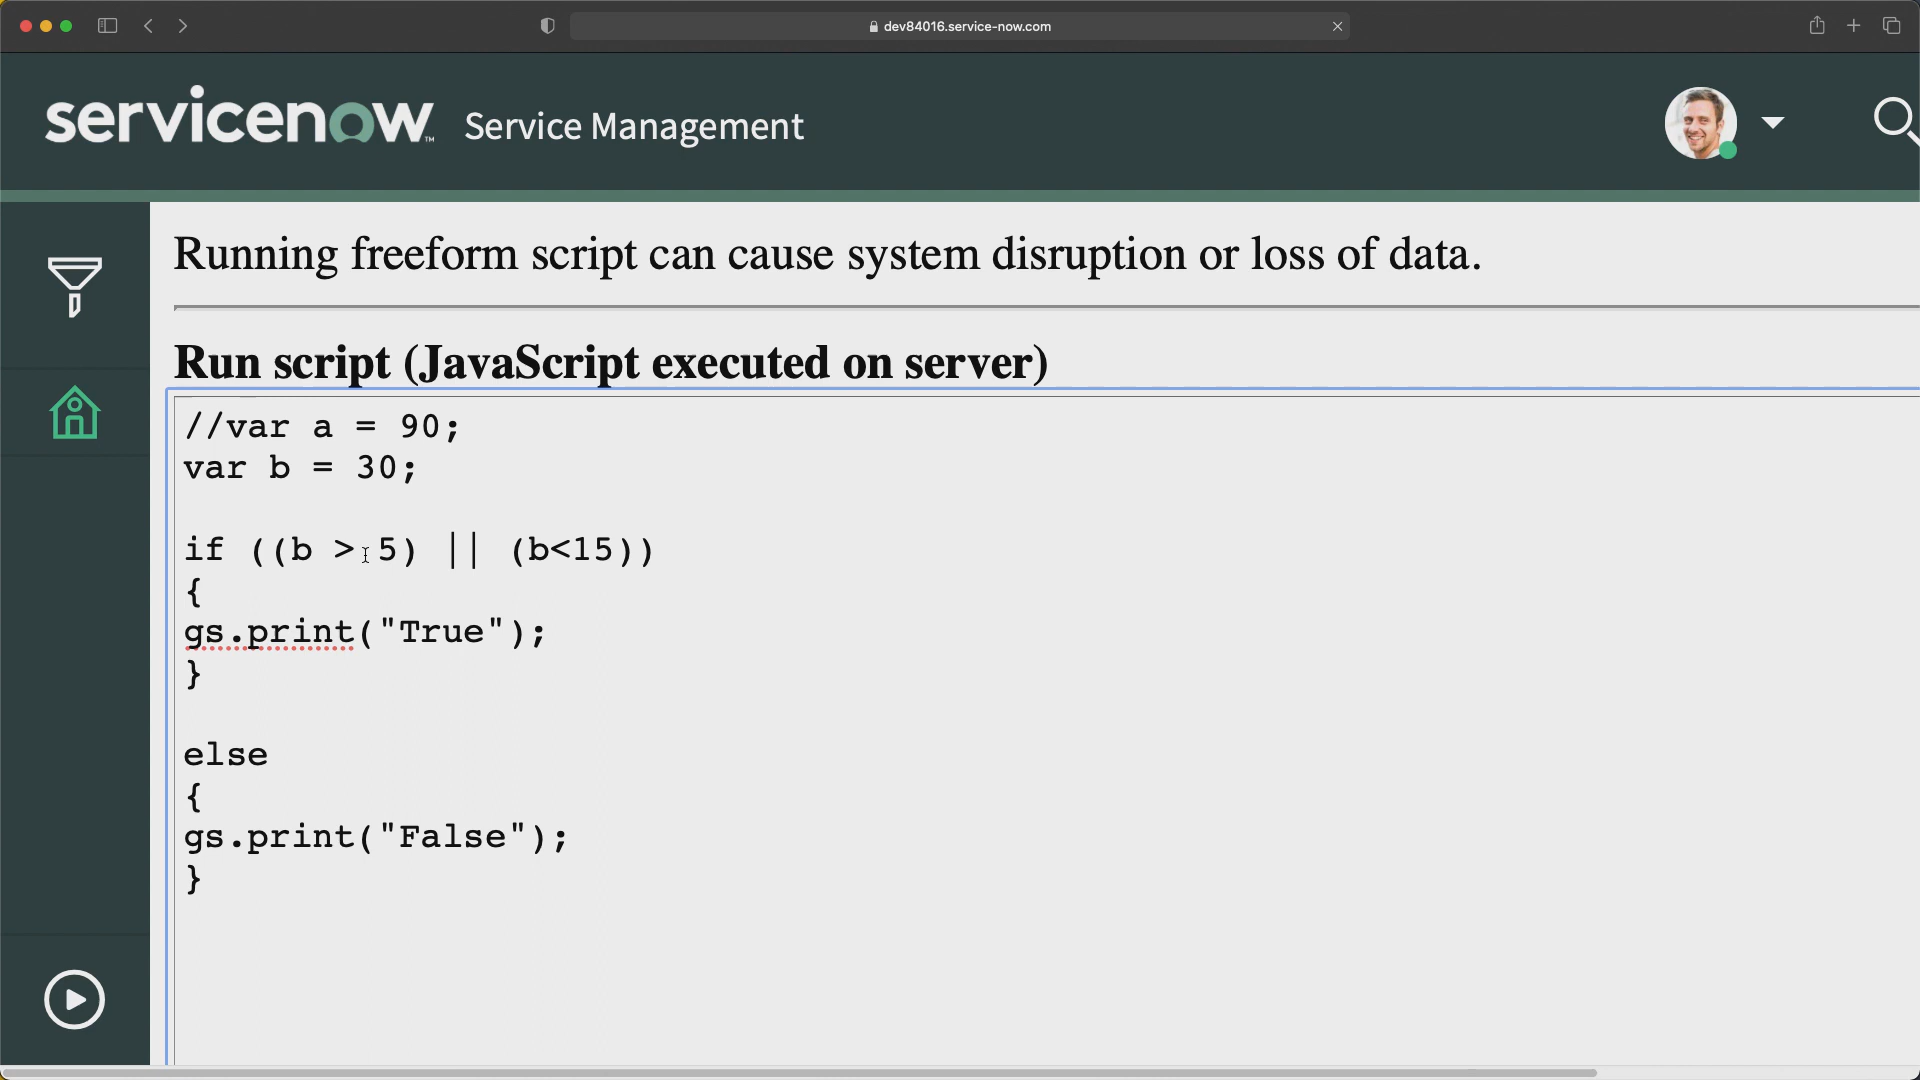 dev84016.service-now.com
servicenow™ Service Management
Running freeform script can cause system disruption or loss of data.
Run script (JavaScript executed on server)
//var a = 90;
var b = 30;
if ((b > 5) || (b<15))
{
gs.print("True");
}
else
{
gs.print("False");
}